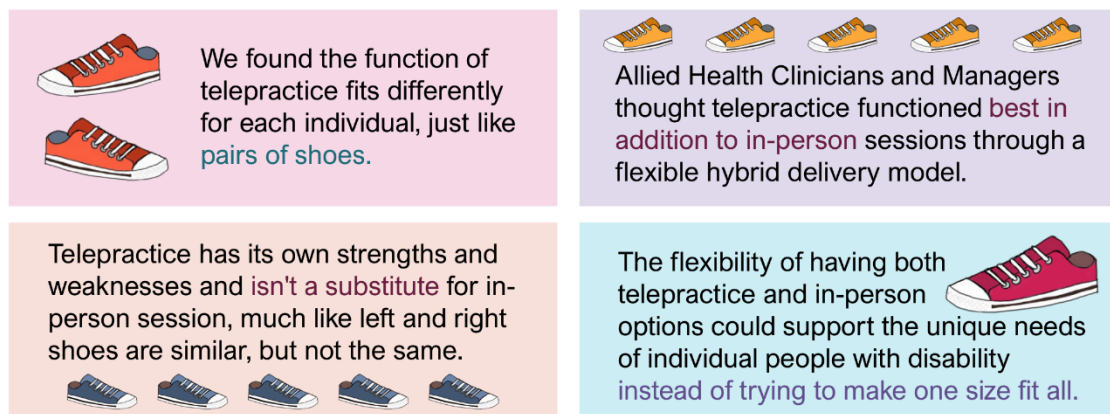 We found the function of
telepractice fits differently
for each individual, just like
pairs of shoes.
Allied Health Clinicians and Managers
thought telepractice functioned best in
addition to in-person sessions through a
flexible hybrid delivery model.
Telepractice has its own strengths and
weaknesses and isn't a substitute for in-
person session, much like left and right
shoes are similar, but not the same.
The flexibility of having both
telepractice and in-person
options could support the unique needs
of individual people with disability
instead of trying to make one size fit all.